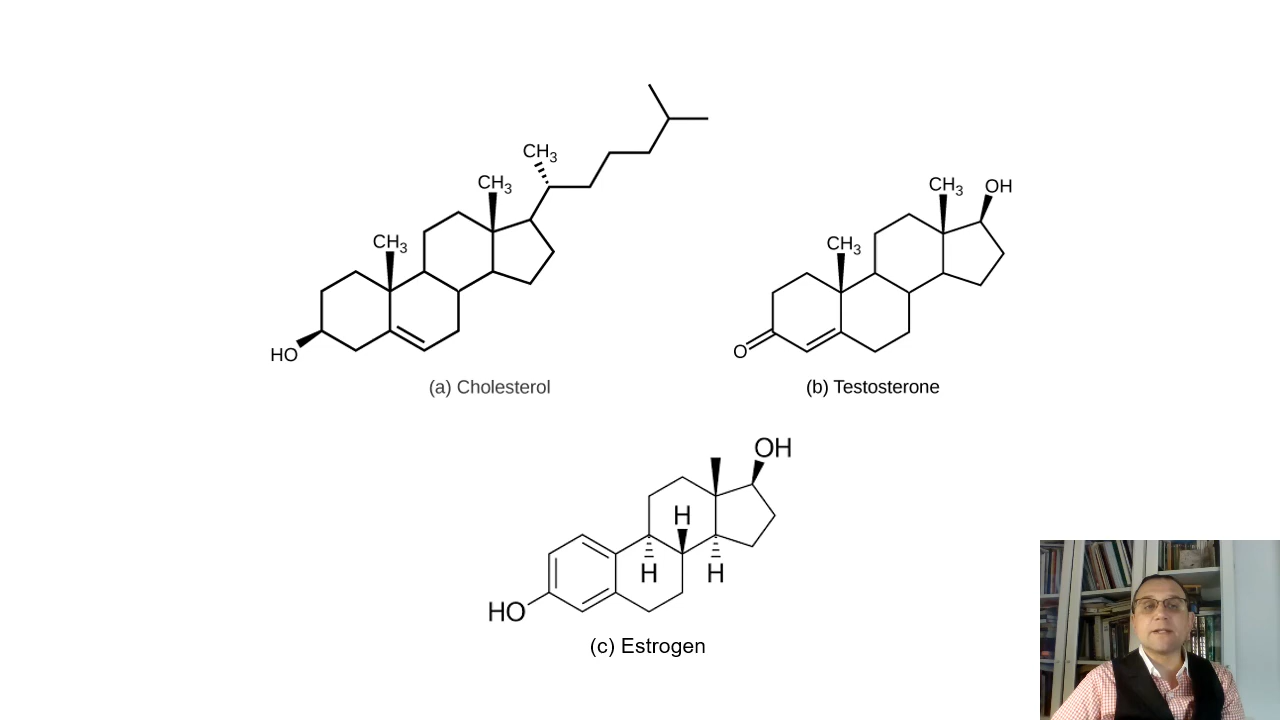 CH3
CH3
CH3
HO
(a) Cholesterol
CH3
OH
CH3
O
(b) Testosterone
OH
H
H
H
HO
(c) Estrogen